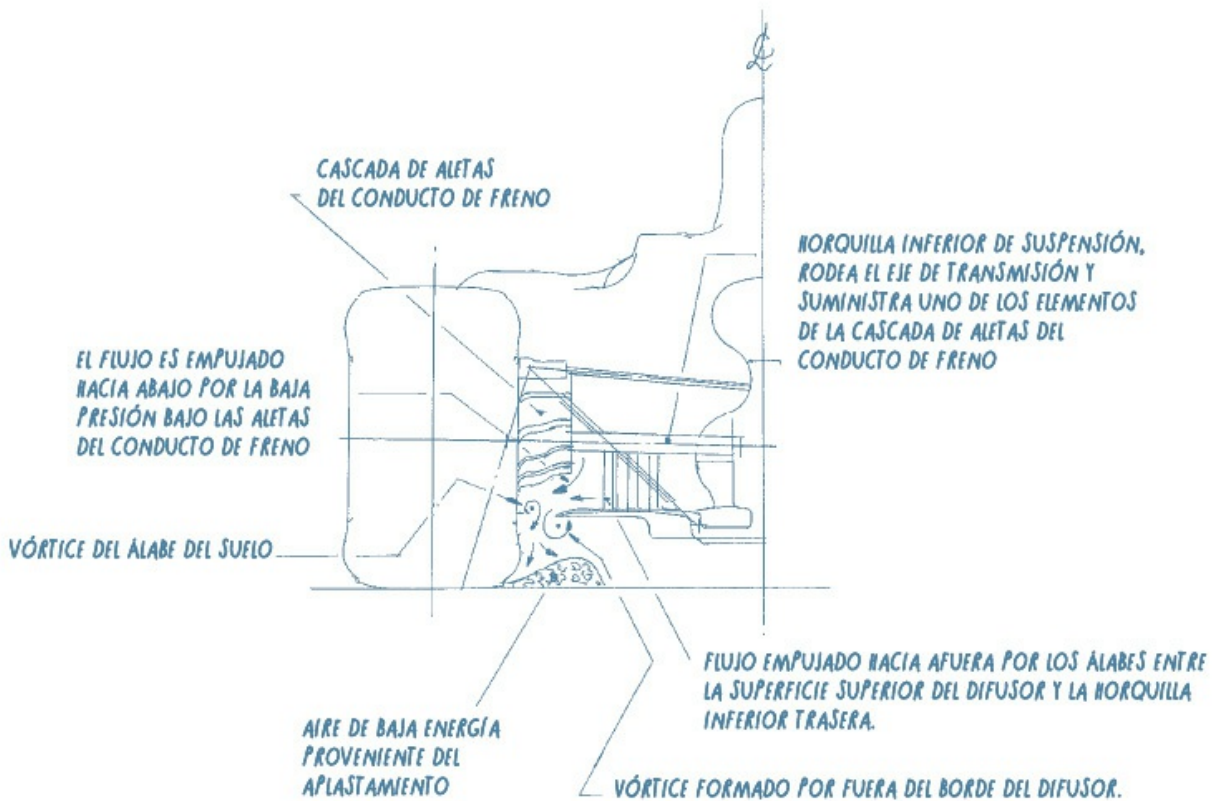 ℄
CASCADA DE ALETAS
DEL CONDUCTO DE FRENO
HORQUILLA INFERIOR DE SUSPENSIÓN,
RODEA EL EJE DE TRANSMISIÓN Y
SUMINISTRA UNO DE LOS ELEMENTOS
DE LA CASCADA DE ALETAS DEL
CONDUCTO DE FRENO
EL FLUJO ES EMPUJADO
HACIA ABAJO POR LA BAJA
PRESIÓN BAJO LAS ALETAS
DEL CONDUCTO DE FRENO
VÓRTICE DEL ÁLABE DEL SUELO
FLUJO EMPUJADO HACIA AFUERA POR LOS ÁLABES ENTRE
LA SUPERFICIE SUPERIOR DEL DIFUSOR Y LA HORQUILLA
INFERIOR TRASERA.
AIRE DE BAJA ENERGÍA
PROVENIENTE DEL
APLASTAMIENTO
VÓRTICE FORMADO POR FUERA DEL BORDE DEL DIFUSOR.